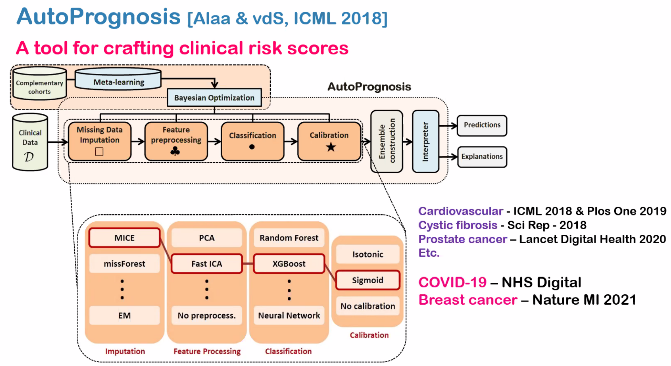 AutoPrognosis [Alaa & vdS, ICML 2018]
A tool for crafting clinical risk scores
Complementary
cohorts
Meta-learning
Bayesian Optimization
AutoPrognosis
Clinical
Data
𝒟
Missing Data
Imputation
Feature
preprocessing
Classification
Calibration
Ensemble
construction
Interpreter
Predictions
Explanations
MICE
missForest
EM
Imputation
PCA
Fast ICA
No preprocess.
Feature Processing
Random Forest
XGBoost
Neural Network
Classification
Isotonic
Sigmoid
No calibration
Calibration
Cardiovascular - ICML 2018 & Plos One 2019
Cystic fibrosis - Sci Rep - 2018
Prostate cancer – Lancet Digital Health 2020
Etc.
COVID-19 – NHS Digital
Breast cancer – Nature MI 2021